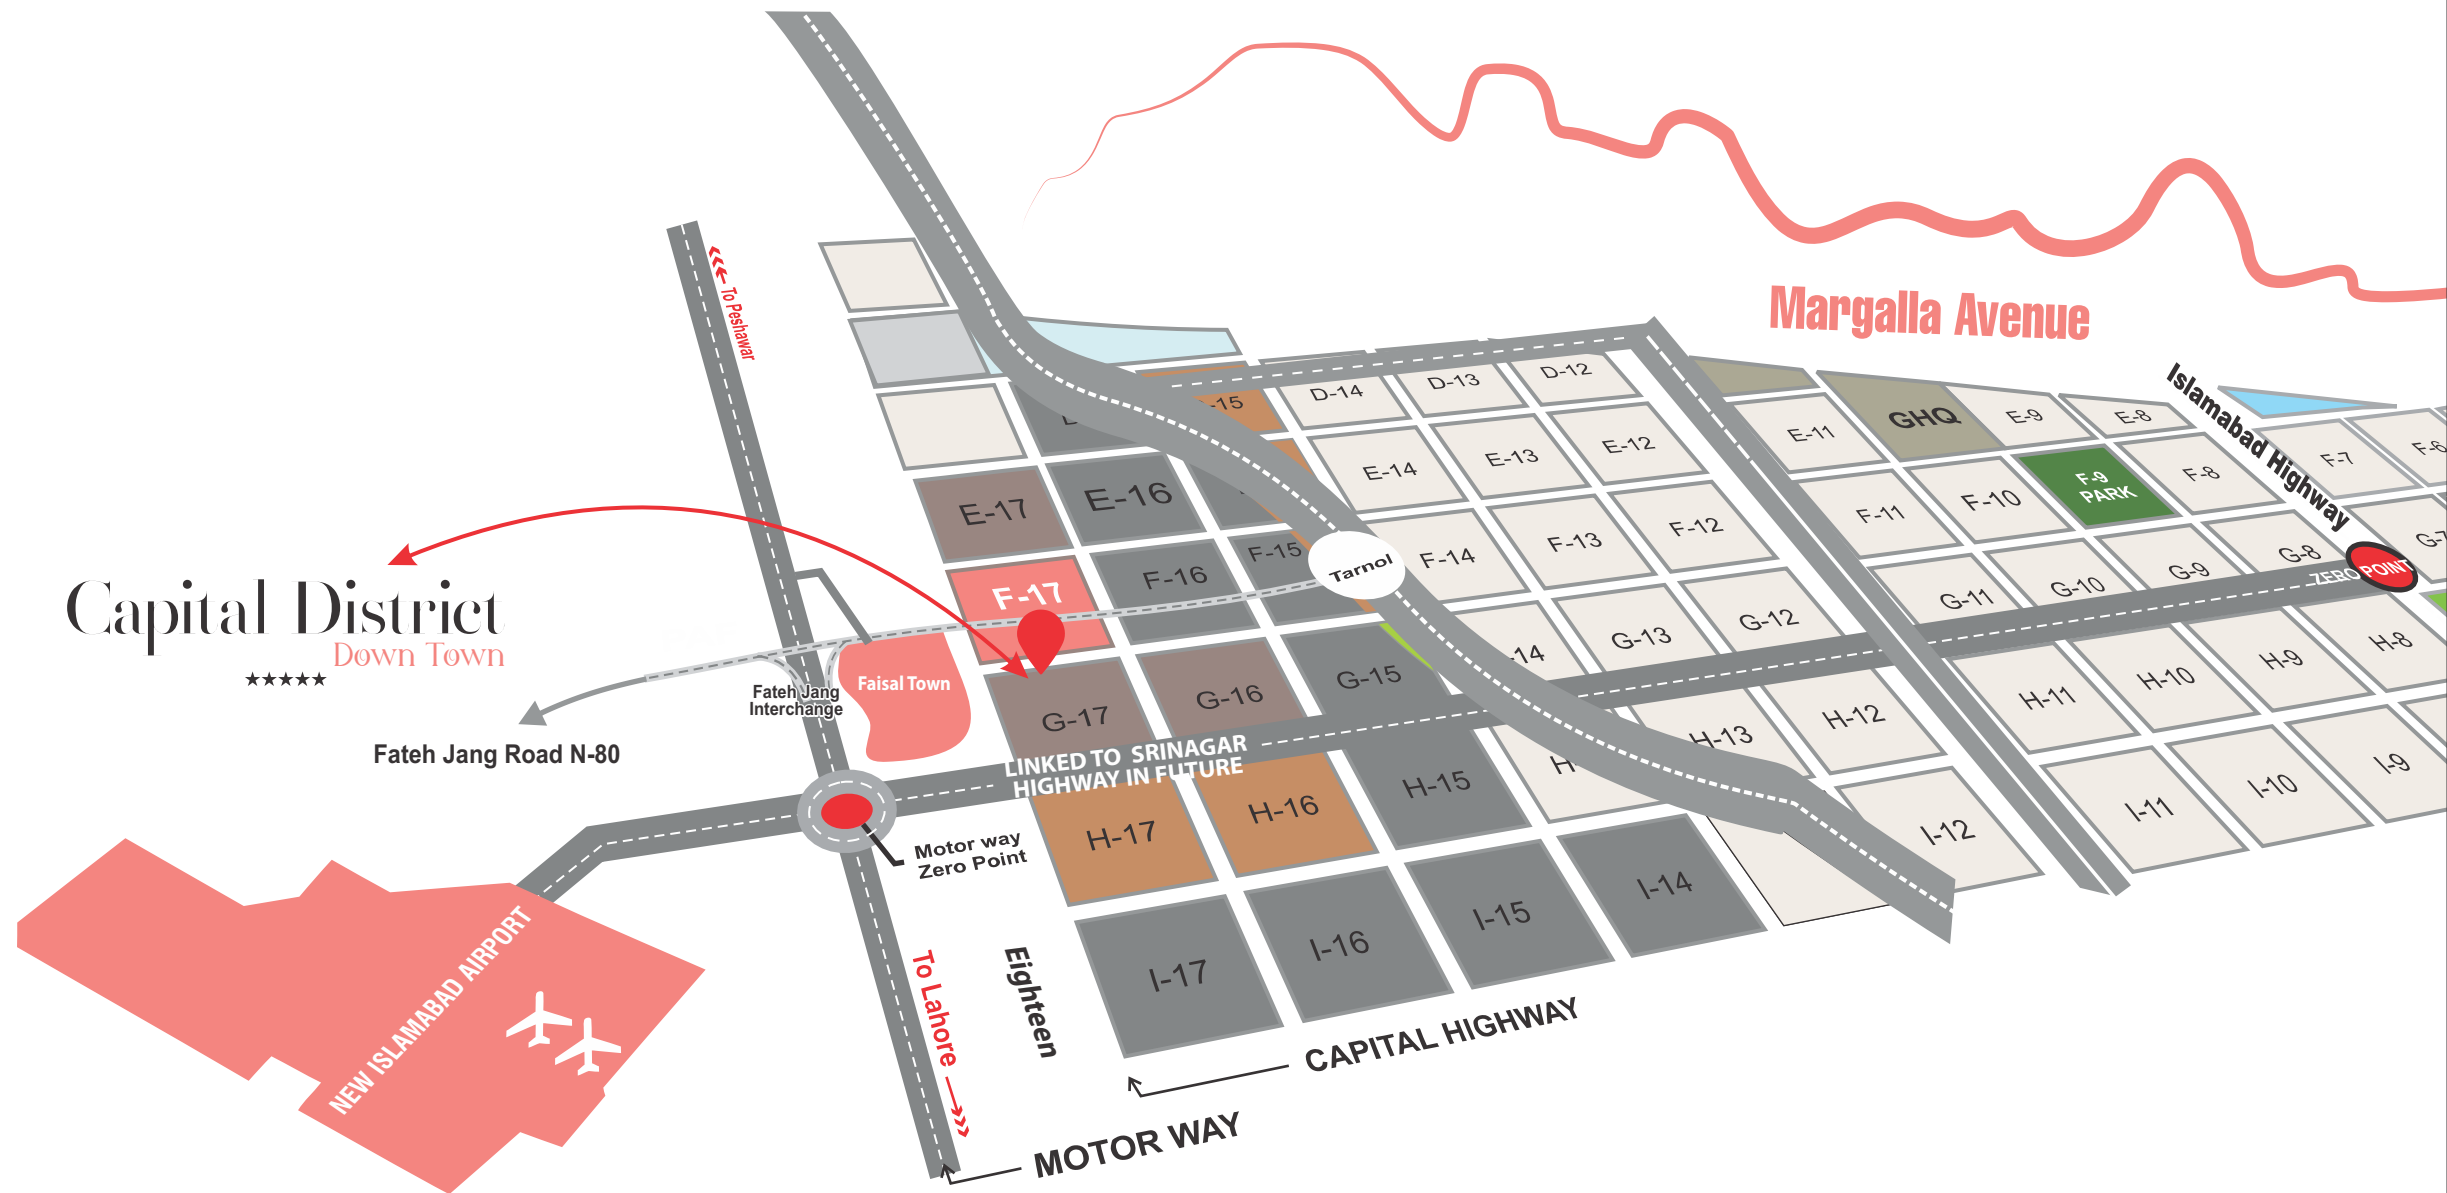 To Peshawar
Margalla Avenue
Islamabad Highway
-15
D-14
D-13
D-12
E-11
GHQ
E-9
E-8
E-17
E-16
E-14
E-13
E-12
F-11
F-10
F-9
PARK
F-8
F-7
F-6
F-17
F-16
F-15
Tarnol
F-14
F-13
F-12
G-11
G-10
G-9
G-8
G-7
ZERO POINT
Capital District
Down Town
★★★★★
Fateh Jang
Interchange
Faisal Town
Fateh Jang Road N-80
G-17
G-16
G-15
-14
G-13
G-12
H-11
H-10
H-9
H-8
LINKED TO SRINAGAR
HIGHWAY IN FUTURE
H-17
H-16
H-15
H-
H-13
H-12
I-11
I-10
I-9
Motor way
Zero Point
NEW ISLAMABAD AIRPORT
To Lahore
Eighteen
I-17
I-16
I-15
I-14
I-12
CAPITAL HIGHWAY
MOTOR WAY